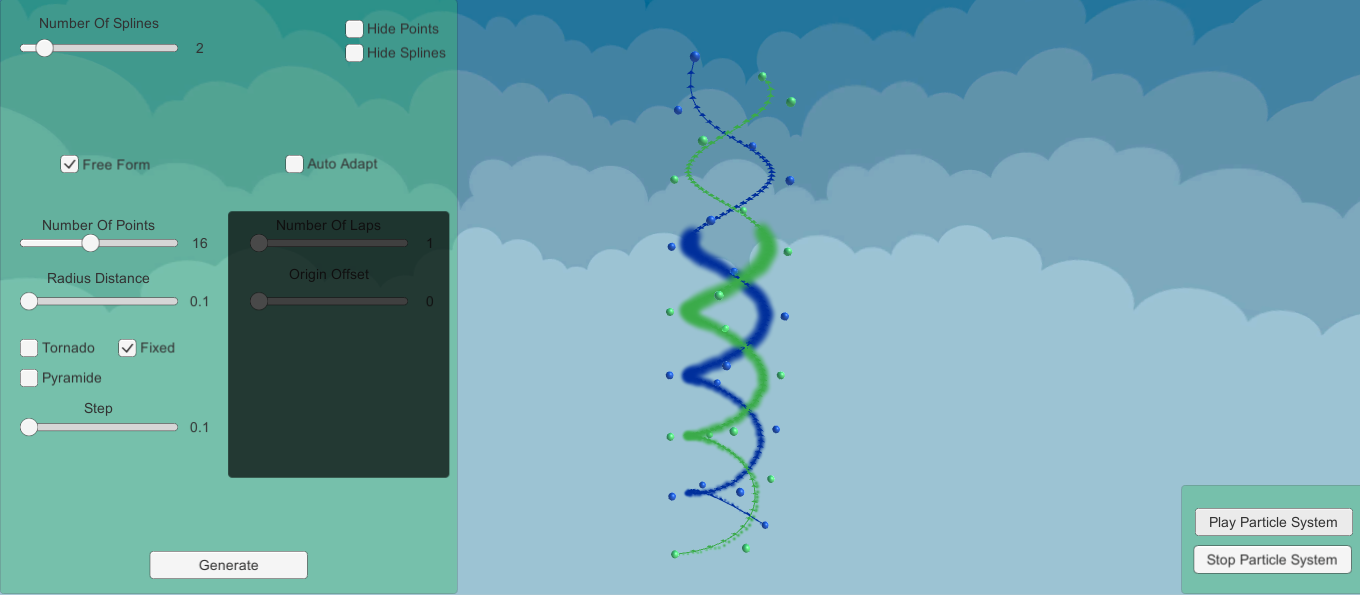 Number Of Splines
2
Hide Points
Hide Splines
Free Form
Auto Adapt
Number Of Points
16
Radius Distance
0.1
Tornado
Fixed
Pyramide
Step
0.1
Number Of Laps
1
Origin Offset
0
Generate
Play Particle System
Stop Particle System